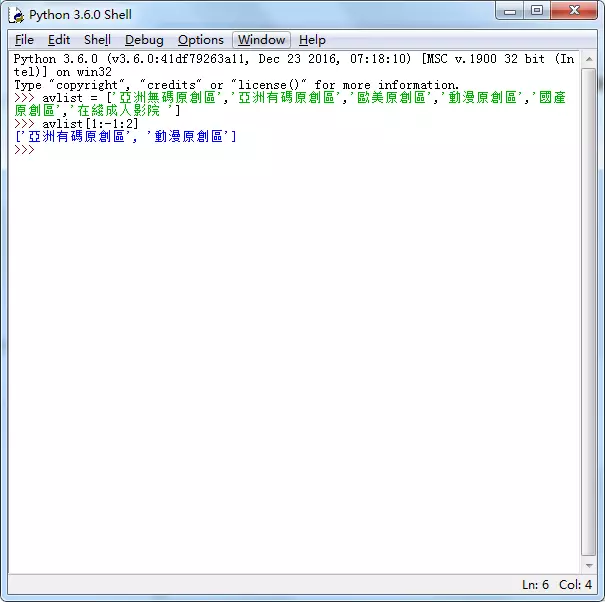 Python 3.6.0 Shell
File Edit Shell Debug Options Window Help
Python 3.6.0 (v3.6.0:41df79263a11, Dec 23 2016, 07:18:10) [MSC v.1900 32 bit (In
tel)] on win32
Type "copyright", "credits" or "license()" for more information.
>>> avlist = ['亞洲無碼原創區','亞洲有碼原創區','歐美原創區','動漫原創區','國產
原創區','在綫成人影院 ']
>>> avlist[1:-1:2]
['亞洲有碼原創區', '動漫原創區']
>>>
Ln: 6 Col: 4